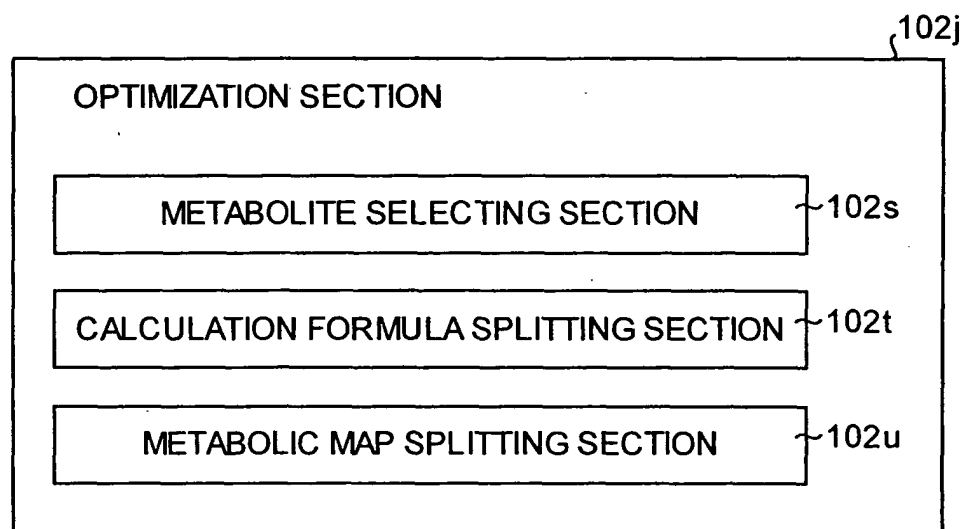 102j
OPTIMIZATION SECTION
METABOLITE SELECTING SECTION 102s
CALCULATION FORMULA SPLITTING SECTION 102t
METABOLIC MAP SPLITTING SECTION 102u